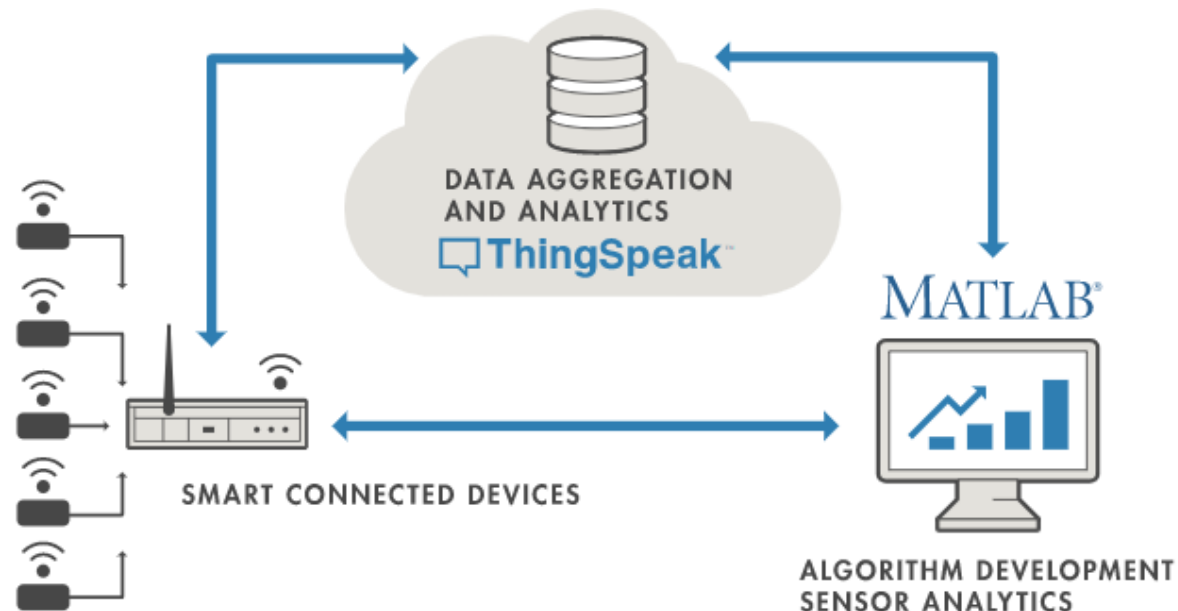 DATA AGGREGATION
AND ANALYTICS
ThingSpeak™
MATLAB®
SMART CONNECTED DEVICES
ALGORITHM DEVELOPMENT
SENSOR ANALYTICS